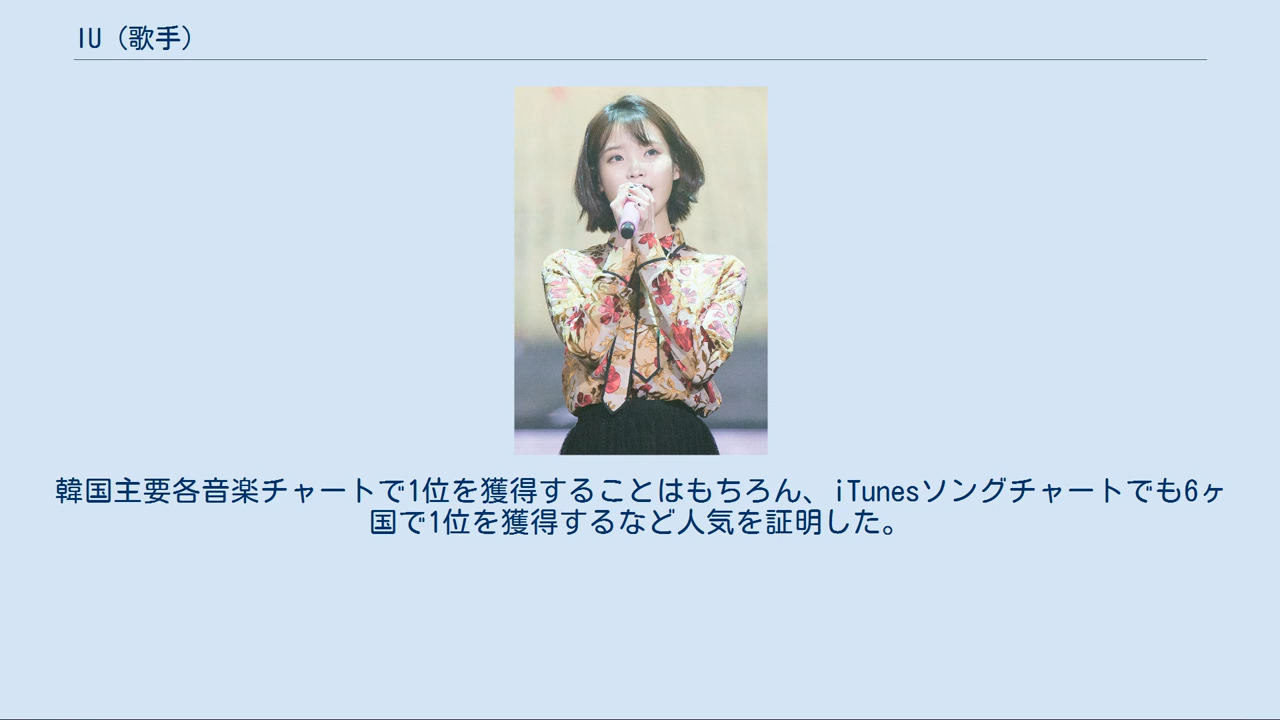 IU（歌手）
韓国主要各音楽チャートで1位を獲得することはもちろん、iTunesソングチャートでも6ヶ
国で1位を獲得するなど人気を証明した。